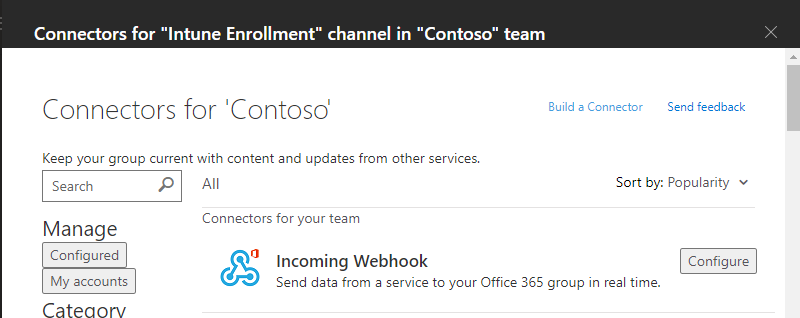 Connectors for "Intune Enrollment" channel in "Contoso" team
Connectors for 'Contoso'
Build a Connector
Send feedback
Keep your group current with content and updates from other services.
Search
All
Sort by: Popularity
Manage
Configured
My accounts
Category
Connectors for your team
Incoming Webhook
Configure
Send data from a service to your Office 365 group in real time.